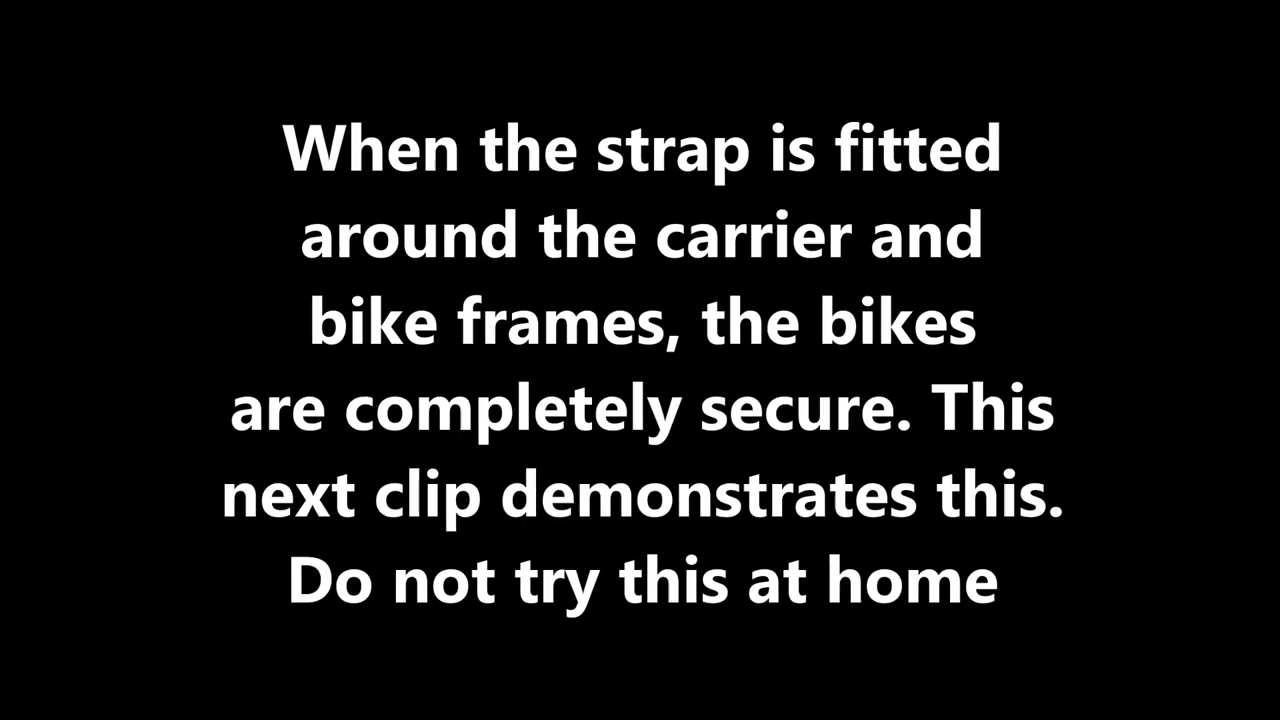 When the strap is fitted
around the carrier and
bike frames, the bikes
are completely secure. This
next clip demonstrates this.
Do not try this at home